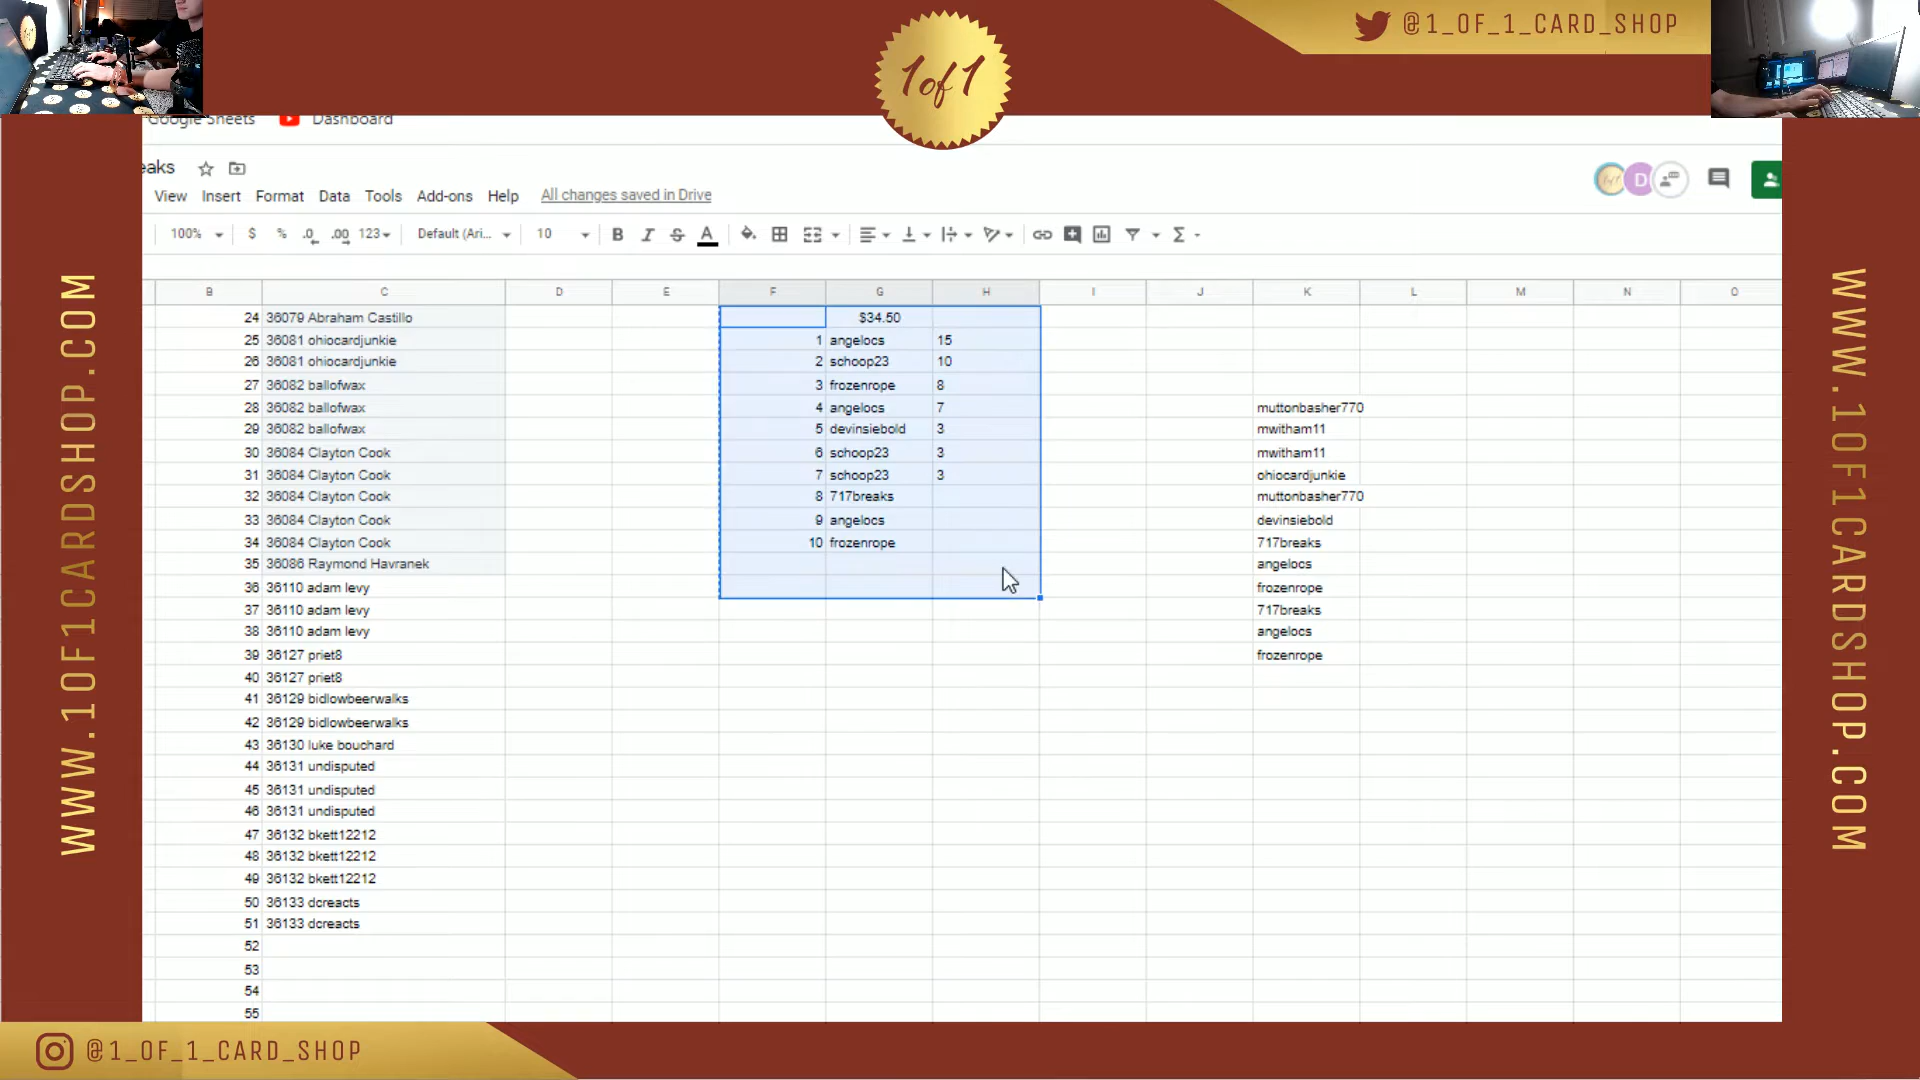 @1_OF_1_CARD_SHOP
1of1
Google Sheets Dashboard
eaks
View Insert Format Data Tools Add-ons Help All changes saved in Drive
D
100% $ % .0 .00 123 Default (Ari... 10 B I S A Σ
B C D E F G H I J K L M N O
24 36079 Abraham Castillo $34.50
25 36081 ohiocardjunkie 1 angelocs 15
26 36081 ohiocardjunkie 2 schoop23 10
27 36082 ballofwax 3 frozenrope 8
28 36082 ballofwax 4 angelocs 7 muttonbasher770
29 36082 ballofwax 5 devinsiebold 3 mwitham11
30 36084 Clayton Cook 6 schoop23 3 mwitham11
31 36084 Clayton Cook 7 schoop23 3 ohiocardjunkie
32 36084 Clayton Cook 8 717breaks muttonbasher770
33 36084 Clayton Cook 9 angelocs devinsiebold
34 36084 Clayton Cook 10 frozenrope 717breaks
35 36086 Raymond Havranek angelocs
36 36110 adam levy frozenrope
37 36110 adam levy 717breaks
38 36110 adam levy angelocs
39 36127 priet8 frozenrope
40 36127 priet8
41 36129 bidlowbeerwalks
42 36129 bidlowbeerwalks
43 36130 luke bouchard
44 36131 undisputed
45 36131 undisputed
46 36131 undisputed
47 36132 bkett12212
48 36132 bkett12212
49 36132 bkett12212
50 36133 dcreacts
51 36133 dcreacts
52
53
54
55
WWW.1OF1CARDSHOP.COM
WWW.1OF1CARDSHOP.COM
@1_OF_1_CARD_SHOP